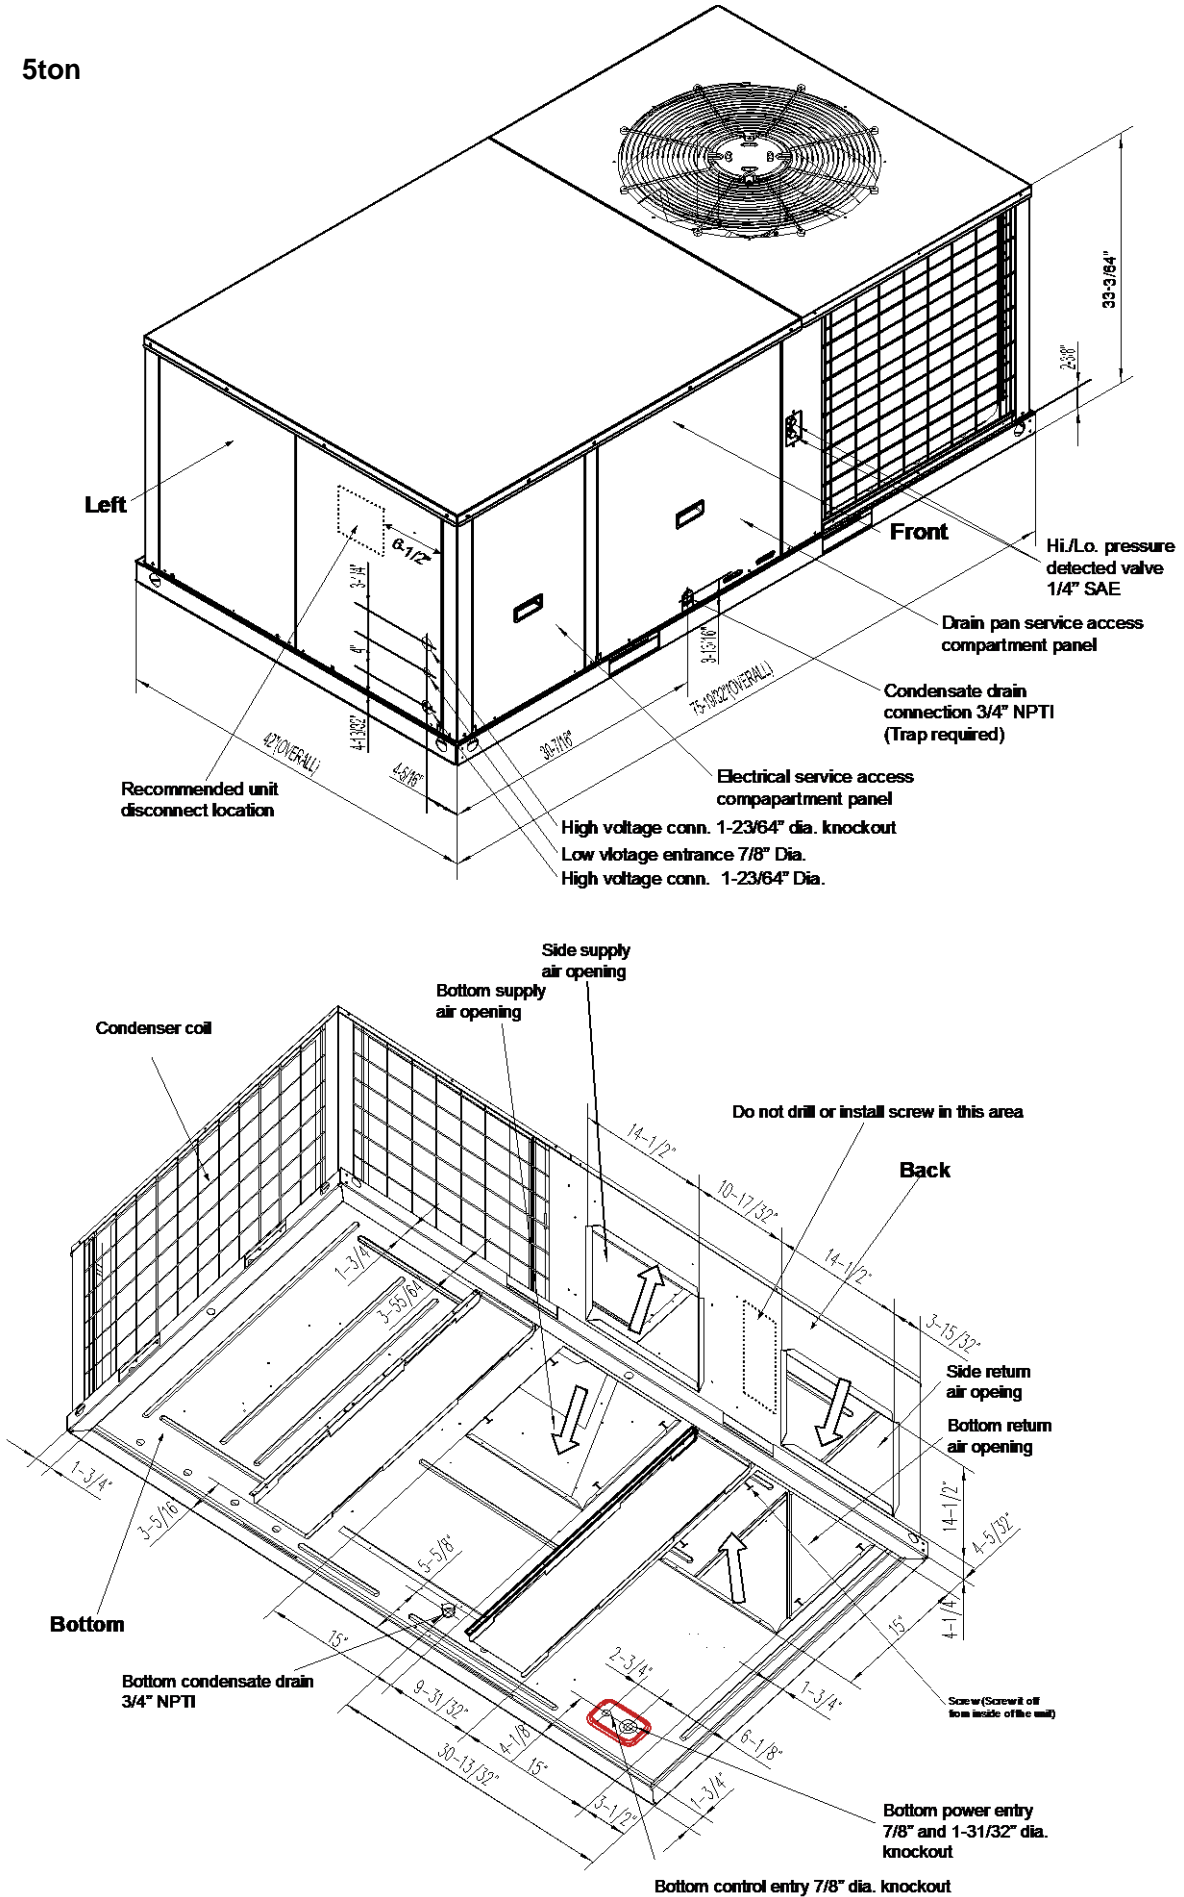 5ton
33-3/64"
2-3/8"
Left
6-1/2"
Front
Hi./Lo. pressure
detected valve
1/4" SAE
3-1/4"
4"
4-13/32"
Drain pan service access
compartment panel
3-13/16"
75-19/32"(OVERALL)
Condensate drain
connection 3/4" NPTI
(Trap required)
42"(OVERALL)
30-7/16"
4-5/16"
Recommended unit
disconnect location
Electrical service access
compapartment panel
High voltage conn. 1-23/64" dia. knockout
Low vlotage entrance 7/8" Dia.
High voltage conn. 1-23/64" Dia.
Side supply
air opening
Bottom supply
air opening
Condenser coil
Do not drill or install screw in this area
14-1/2"
Back
10-17/32"
1-3/4"
14-1/2"
3-55/64"
3-15/32"
Side return
air opeing
Bottom return
air opening
1-3/4"
14-1/2"
3-5/16"
4-5/32"
5-5/8"
4-1/4"
Bottom
15"
15"
2-3/4"
Bottom condensate drain
3/4" NPTI
9-31/32"
1-3/4"
Screw(Screw it off
from inside of the unit)
4-1/8"
6-1/8"
30-13/32"
15"
1-3/4"
3-1/2"
Bottom power entry
7/8" and 1-31/32" dia.
knockout
Bottom control entry 7/8" dia. knockout